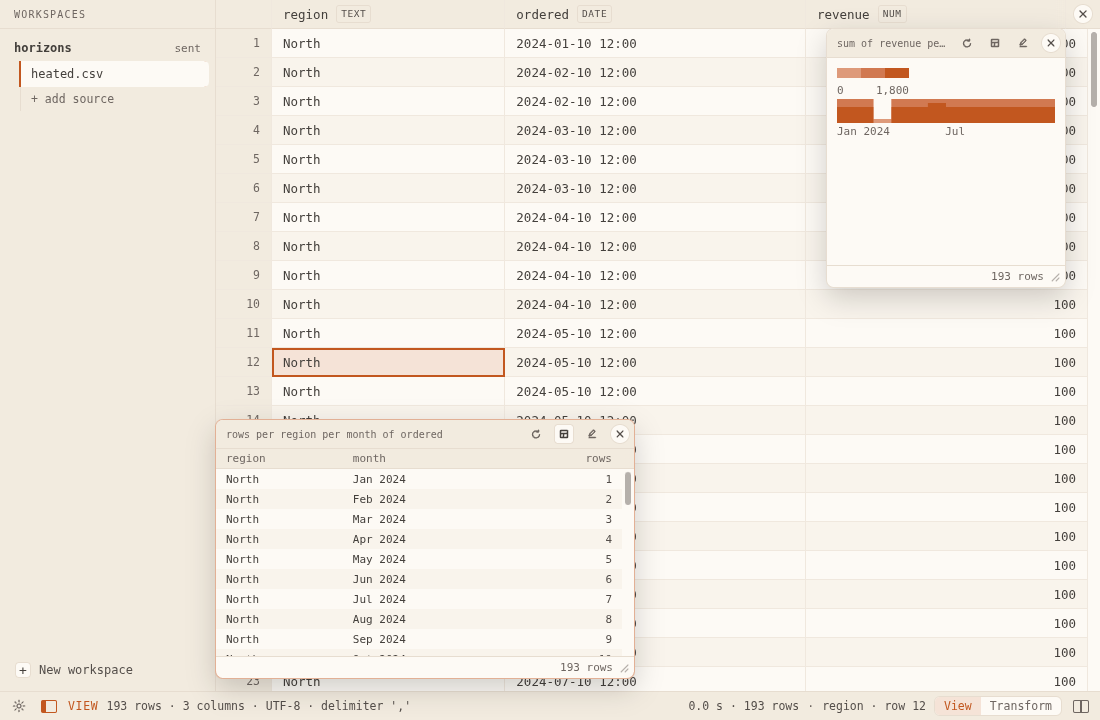 WORKSPACES
horizons sent
heated.csv
+ add source
+ New workspace
region TEXT ordered DATE revenue NUM
1 North 2024-01-10 12:00
2 North 2024-02-10 12:00
3 North 2024-02-10 12:00
4 North 2024-03-10 12:00
5 North 2024-03-10 12:00
6 North 2024-03-10 12:00
7 North 2024-04-10 12:00
8 North 2024-04-10 12:00
9 North 2024-04-10 12:00
10 North 2024-04-10 12:00 100
11 North 2024-05-10 12:00 100
12 North 2024-05-10 12:00 100
13 North 2024-05-10 12:00 100
14 North 2024-05-10 12:00 100
100
100
100
100
100
100
100
100
23 North 2024-07-10 12:00 100
sum of revenue pe…
0 1,800
Jan 2024 Jul
193 rows
rows per region per month of ordered
region month rows
North Jan 2024 1
North Feb 2024 2
North Mar 2024 3
North Apr 2024 4
North May 2024 5
North Jun 2024 6
North Jul 2024 7
North Aug 2024 8
North Sep 2024 9
193 rows
VIEW 193 rows · 3 columns · UTF-8 · delimiter ','
0.0 s · 193 rows · region · row 12 View Transform